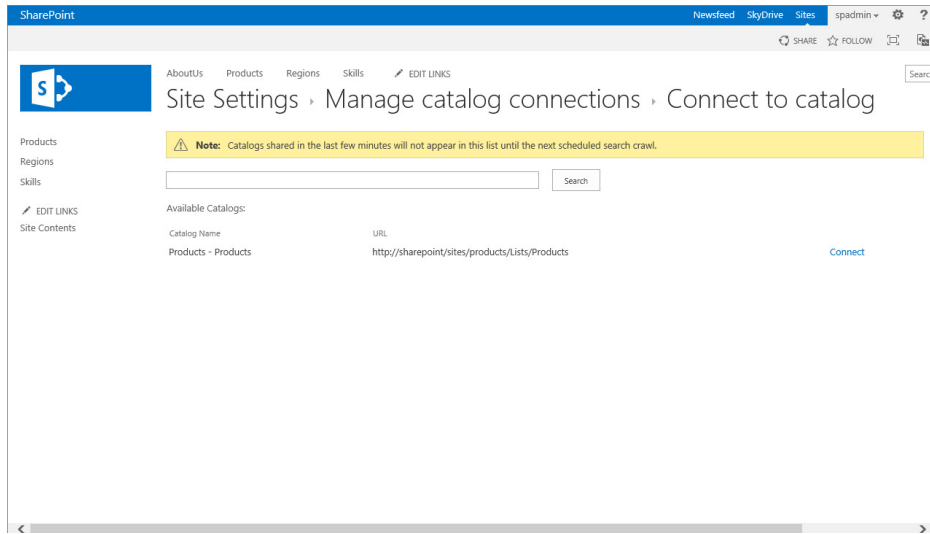 SharePoint
Newsfeed SkyDrive Sites spadmin ?
SHARE FOLLOW
AboutUs Products Regions Skills EDIT LINKS
Site Settings Manage catalog connections Connect to catalog
Products
Regions
Skills
EDIT LINKS
Site Contents
Note: Catalogs shared in the last few minutes will not appear in this list until the next scheduled search crawl.
Search
Available Catalogs:
Catalog Name URL
Products - Products http://sharepoint/sites/products/Lists/Products Connect